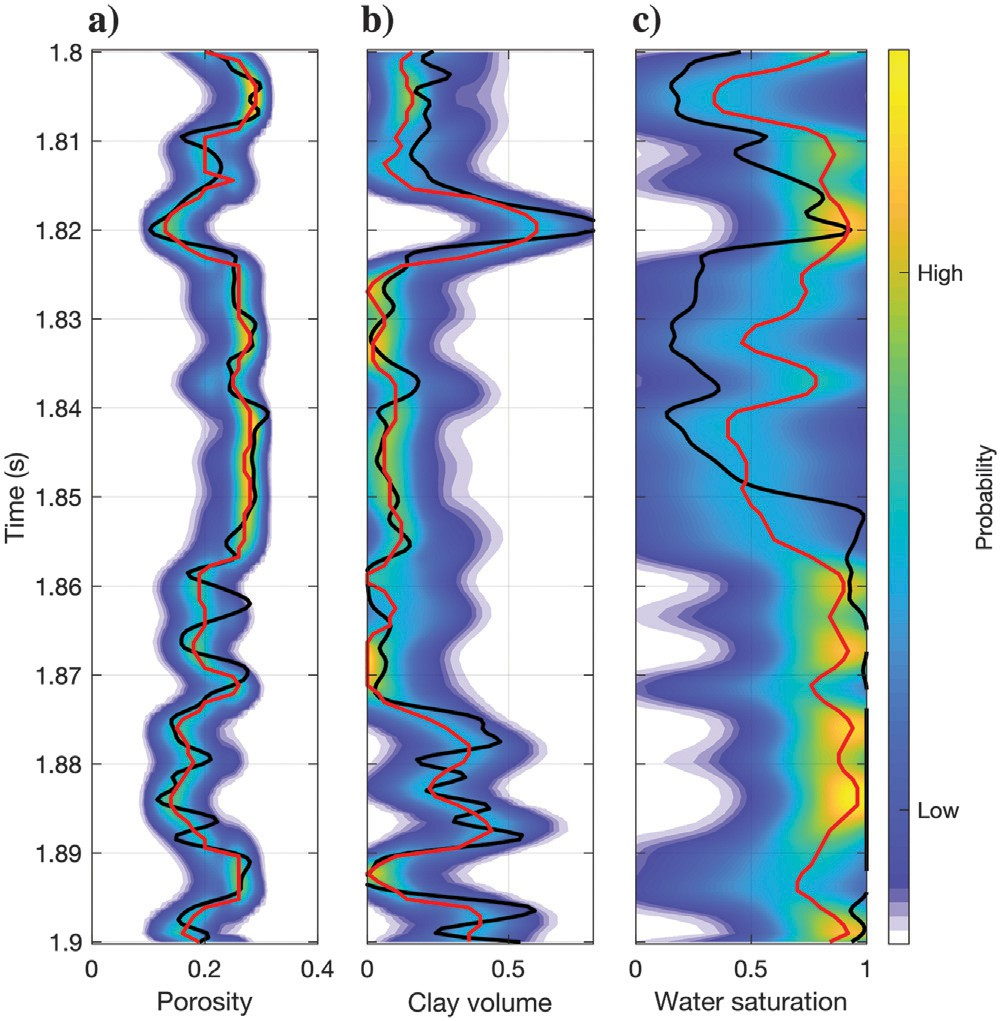 a)
b)
c)
1.8
1.81
1.82
1.83
1.84
1.85
1.86
1.87
1.88
1.89
1.9
Time (s)
0
0.2
0.4
Porosity
0
0.5
Clay volume
0
0.5
1
Water saturation
High
Low
Probability